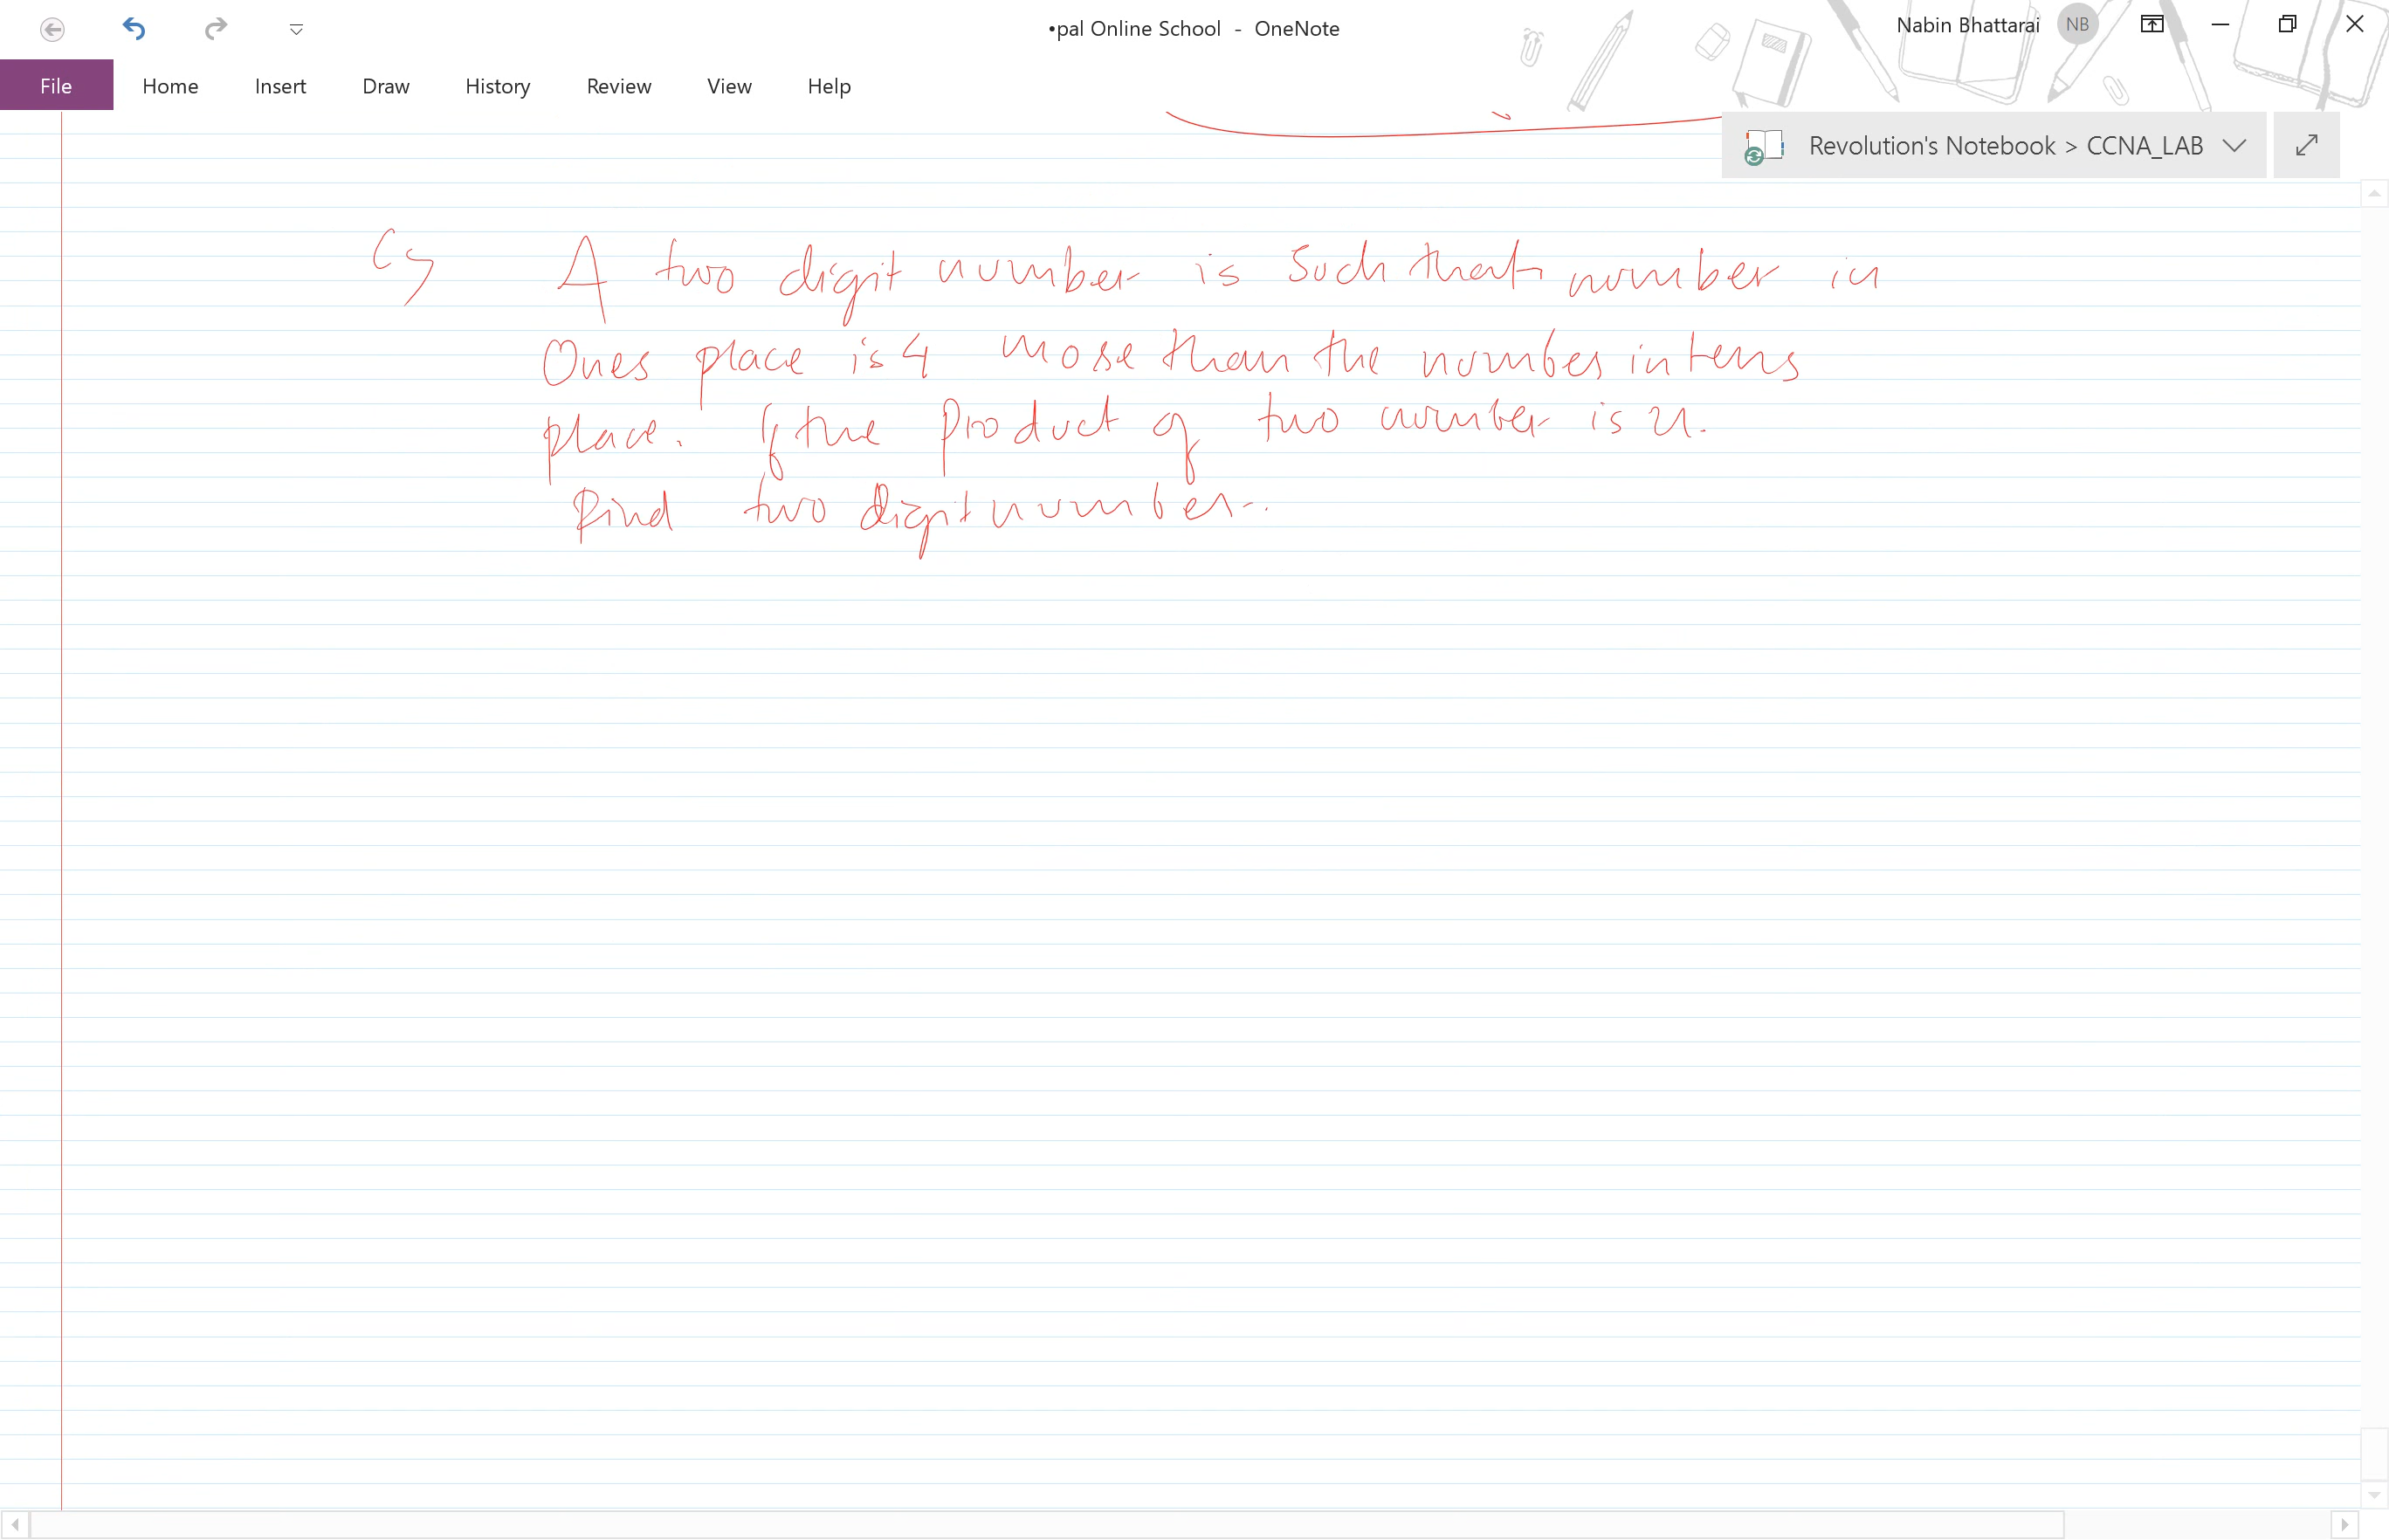 •pal Online School - OneNote
Nabin Bhattarai NB
File Home Insert Draw History Review View Help
Revolution's Notebook > CCNA_LAB
A two digit number is such that number in
Ones place is 4 more than the number in tens
place. If the product of two number is 21.
Find two digit number.